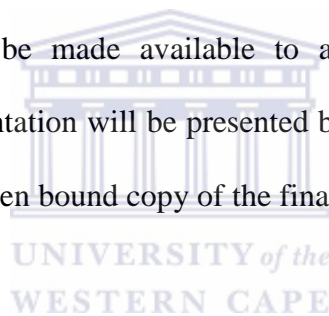 be made available to a
ntation will be presented b
en bound copy of the fina
UNIVERSITY of the
WESTERN CAPE